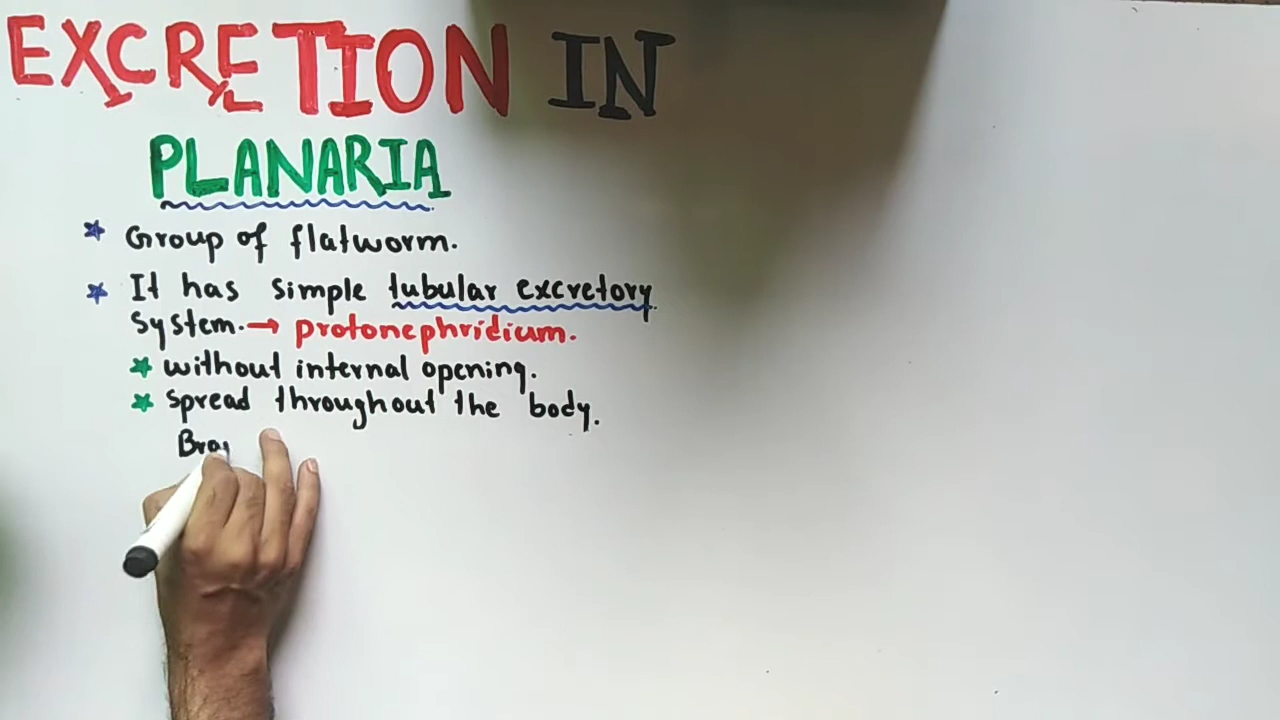 EXCRETION IN
PLANARIA
Group of flatworm.
It has simple tubular excretory
System. → protonephridium.
without internal opening.
spread throughout the body.